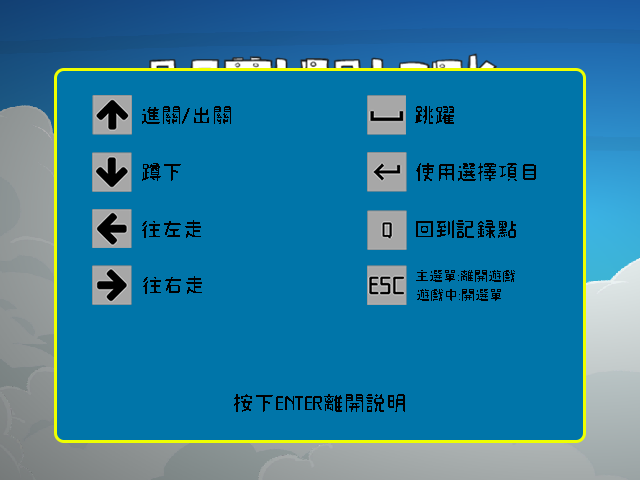 進關/出關
蹲下
往左走
往右走
跳躍
使用選擇項目
Q 回到記録點
ESC 主選單:離開遊戲
遊戲中:開選單
按下ENTER離開說明